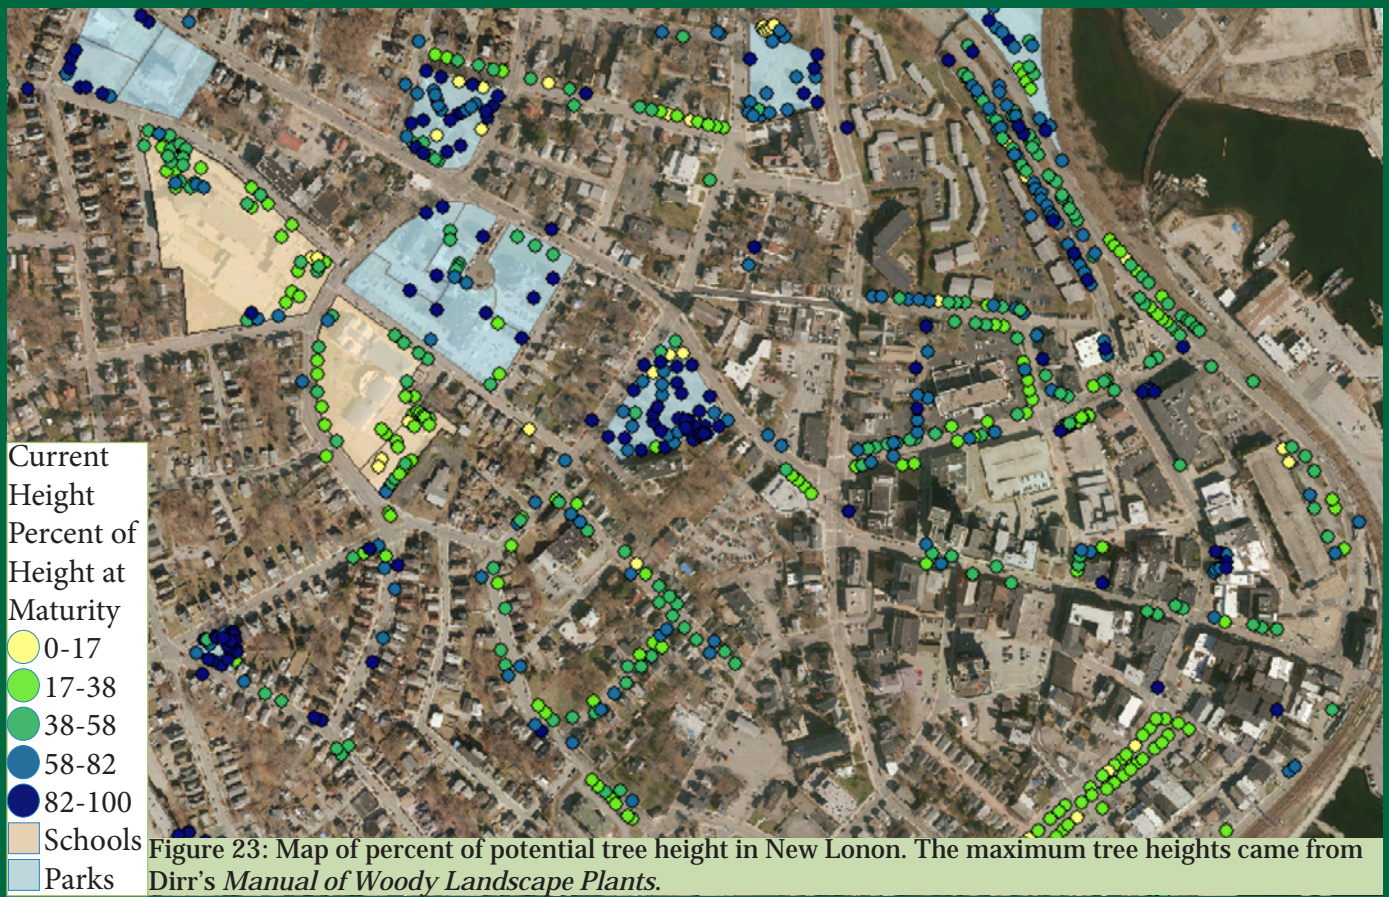 Current
Height
Percent of
Height at
Maturity
0-17
17-38
38-58
58-82
82-100
Schools
Parks
Figure 23: Map of percent of potential tree height in New Lonon. The maximum tree heights came from
Dirr's Manual of Woody Landscape Plants.